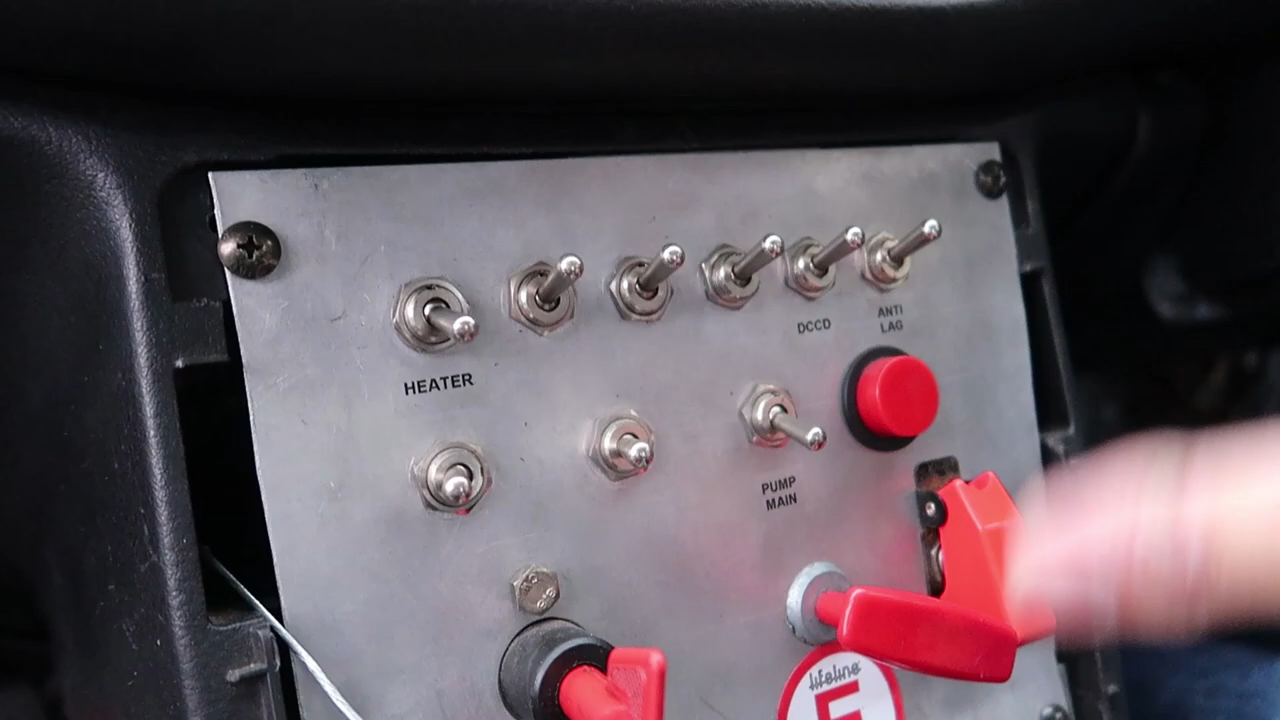 DCCD
ANTI
LAG
HEATER
PUMP
MAIN
lifeline
E